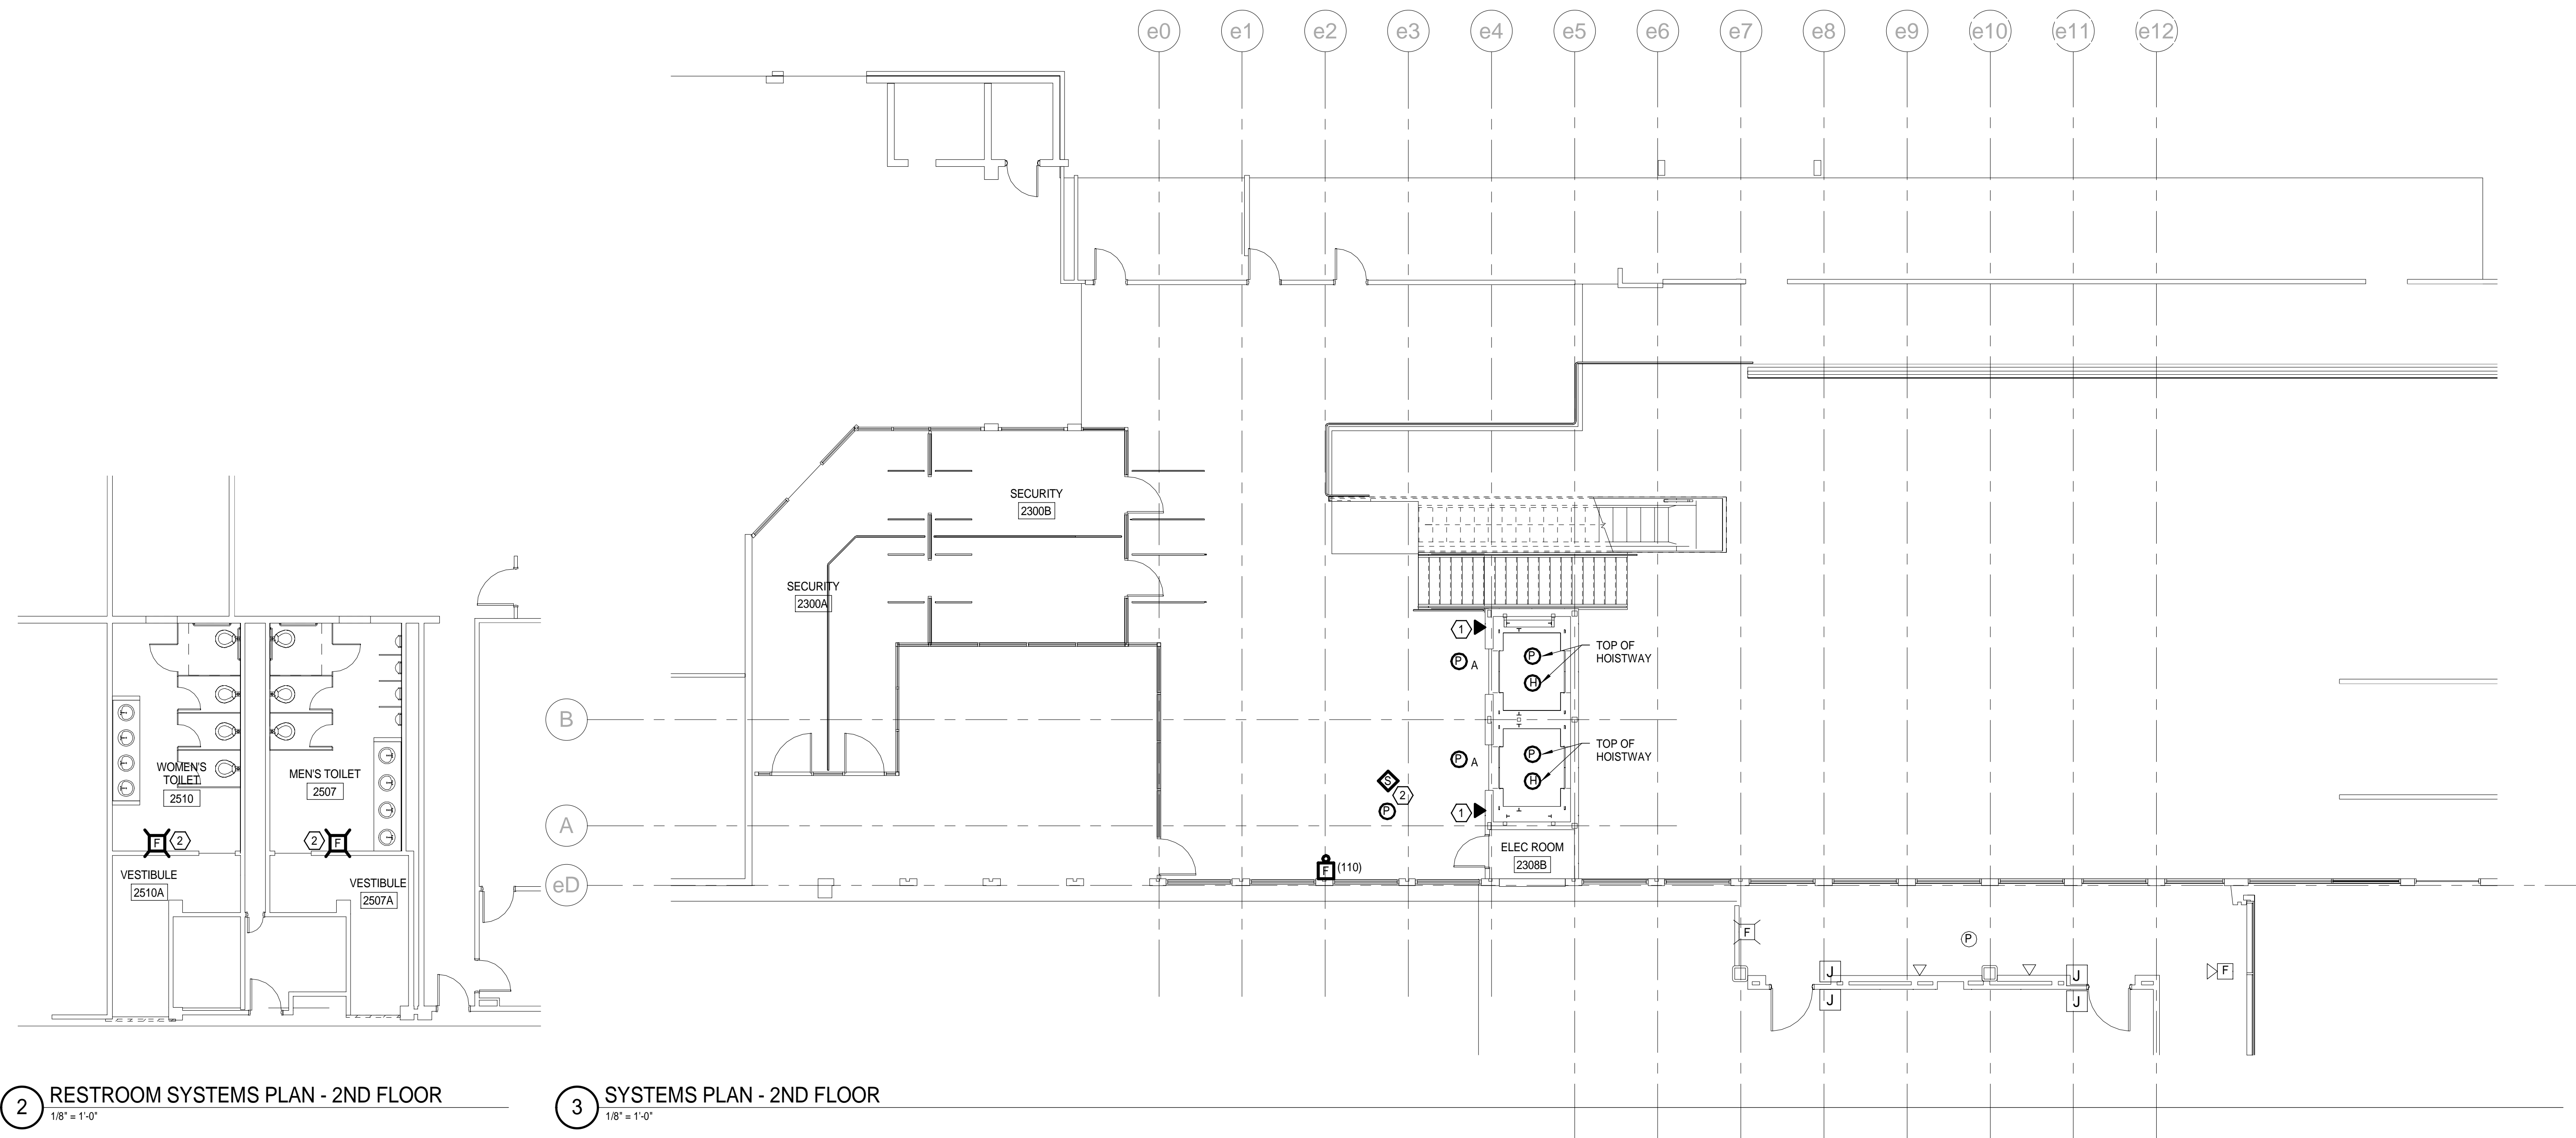 e0 e1 e2 e3 e4 e5 e6 e7 e8 e9 e10 e11 e12
SECURITY
2300B
SECURITY
2300A
1
P A
P
H
TOP OF
HOISTWAY
B
P A
P
H
TOP OF
HOISTWAY
S
2
P
1
A
ELEC ROOM
2308B
F (110)
eD
F
P
J
J
J
J
F
WOMEN'S
TOILET
2510
MEN'S TOILET
2507
F 2
2 F
VESTIBULE
2510A
VESTIBULE
2507A
2 RESTROOM SYSTEMS PLAN - 2ND FLOOR
1/8" = 1'-0"
3 SYSTEMS PLAN - 2ND FLOOR
1/8" = 1'-0"